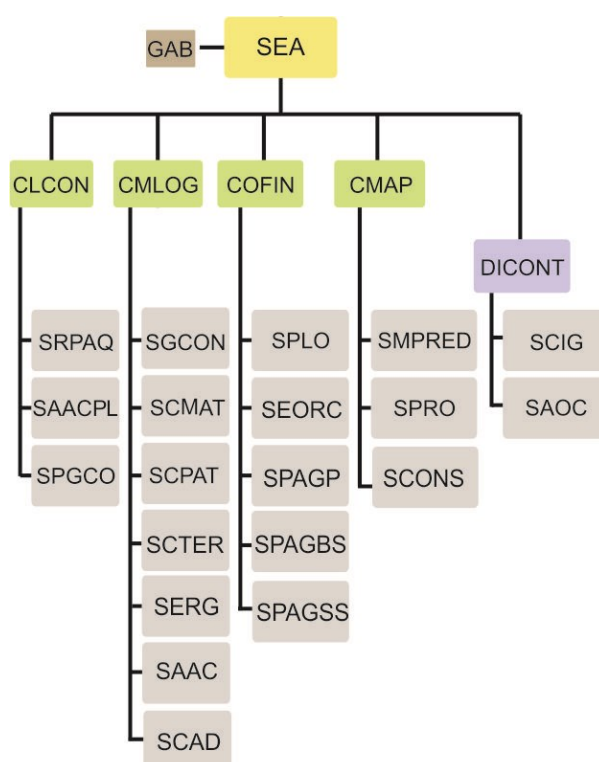 GAB
SEA
CLCON
CMLOG
COFIN
CMAP
DICONT
SRPAQ
SAACPL
SPGCO
SGCON
SCMAT
SCPAT
SCTER
SERG
SAAC
SCAD
SPLO
SEORC
SPAGP
SPAGBS
SPAGSS
SMPRED
SPRO
SCONS
SCIG
SAOC